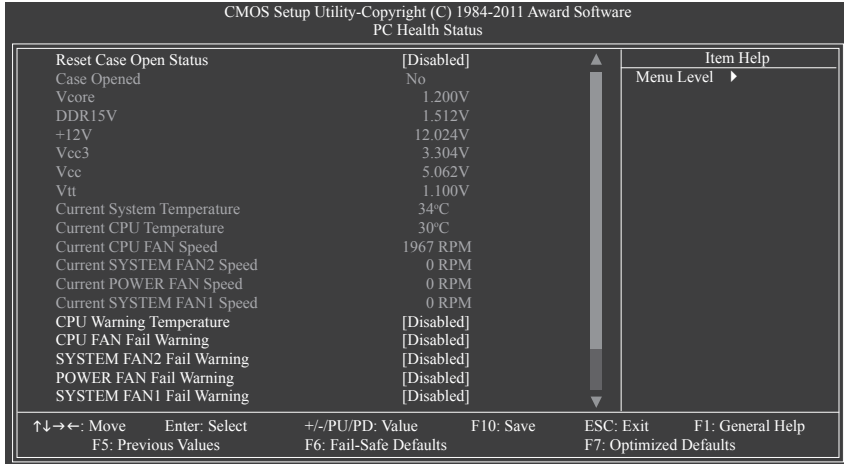 CMOS Setup Utility-Copyright (C) 1984-2011 Award Software
PC Health Status
Reset Case Open Status [Disabled]
Case Opened No
Vcore 1.200V
DDR15V 1.512V
+12V 12.024V
Vcc3 3.304V
Vcc 5.062V
Vtt 1.100V
Current System Temperature 34°C
Current CPU Temperature 30°C
Current CPU FAN Speed 1967 RPM
Current SYSTEM FAN2 Speed 0 RPM
Current POWER FAN Speed 0 RPM
Current SYSTEM FAN1 Speed 0 RPM
CPU Warning Temperature [Disabled]
CPU FAN Fail Warning [Disabled]
SYSTEM FAN2 Fail Warning [Disabled]
POWER FAN Fail Warning [Disabled]
SYSTEM FAN1 Fail Warning [Disabled]
Item Help
Menu Level
↑↓→←: Move Enter: Select +/-/PU/PD: Value F10: Save ESC: Exit F1: General Help
F5: Previous Values F6: Fail-Safe Defaults F7: Optimized Defaults